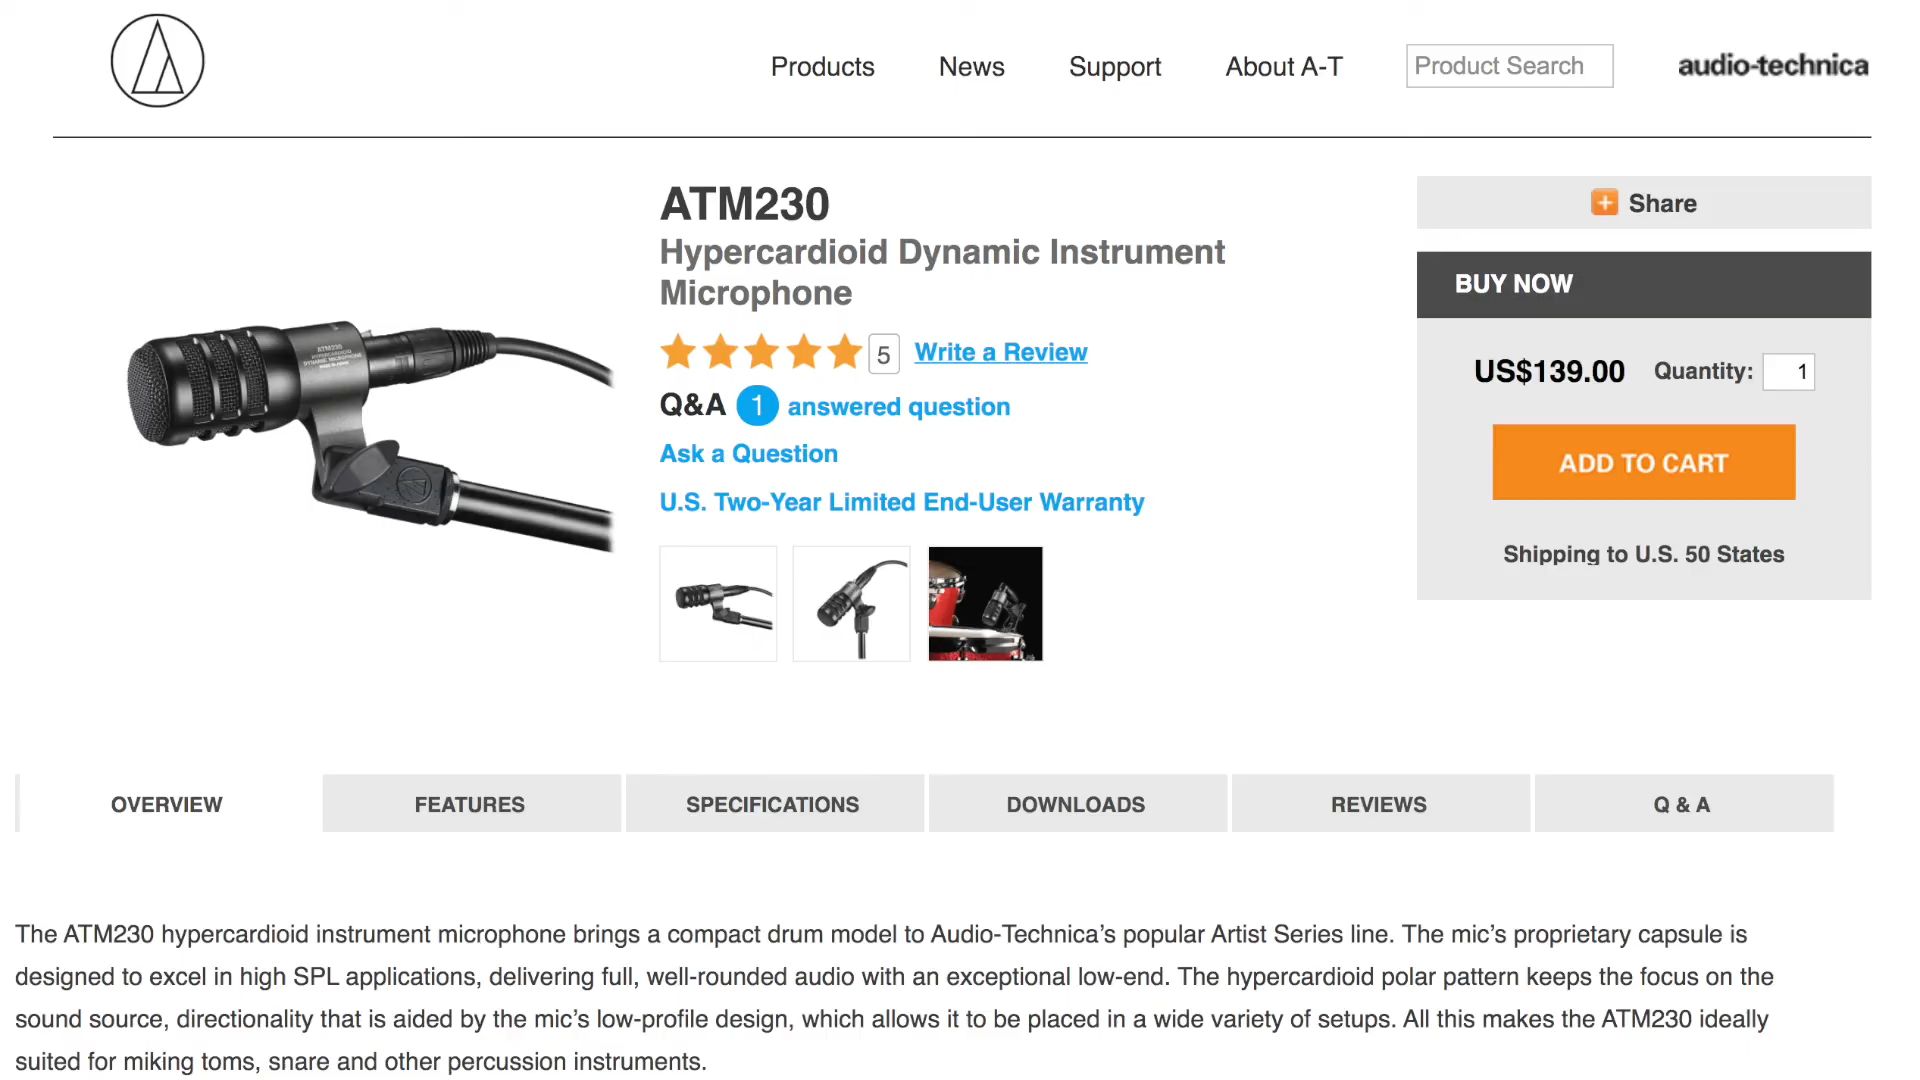 Products
News
Support
About A-T
Product Search
audio-technica
ATM230
Hypercardioid Dynamic Instrument
Microphone
5
Write a Review
Q&A 1 answered question
Ask a Question
U.S. Two-Year Limited End-User Warranty
Share
BUY NOW
US$139.00 Quantity: 1
ADD TO CART
Shipping to U.S. 50 States
OVERVIEW
FEATURES
SPECIFICATIONS
DOWNLOADS
REVIEWS
Q & A
The ATM230 hypercardioid instrument microphone brings a compact drum model to Audio-Technica’s popular Artist Series line. The mic’s proprietary capsule is
designed to excel in high SPL applications, delivering full, well-rounded audio with an exceptional low-end. The hypercardioid polar pattern keeps the focus on the
sound source, directionality that is aided by the mic’s low-profile design, which allows it to be placed in a wide variety of setups. All this makes the ATM230 ideally
suited for miking toms, snare and other percussion instruments.